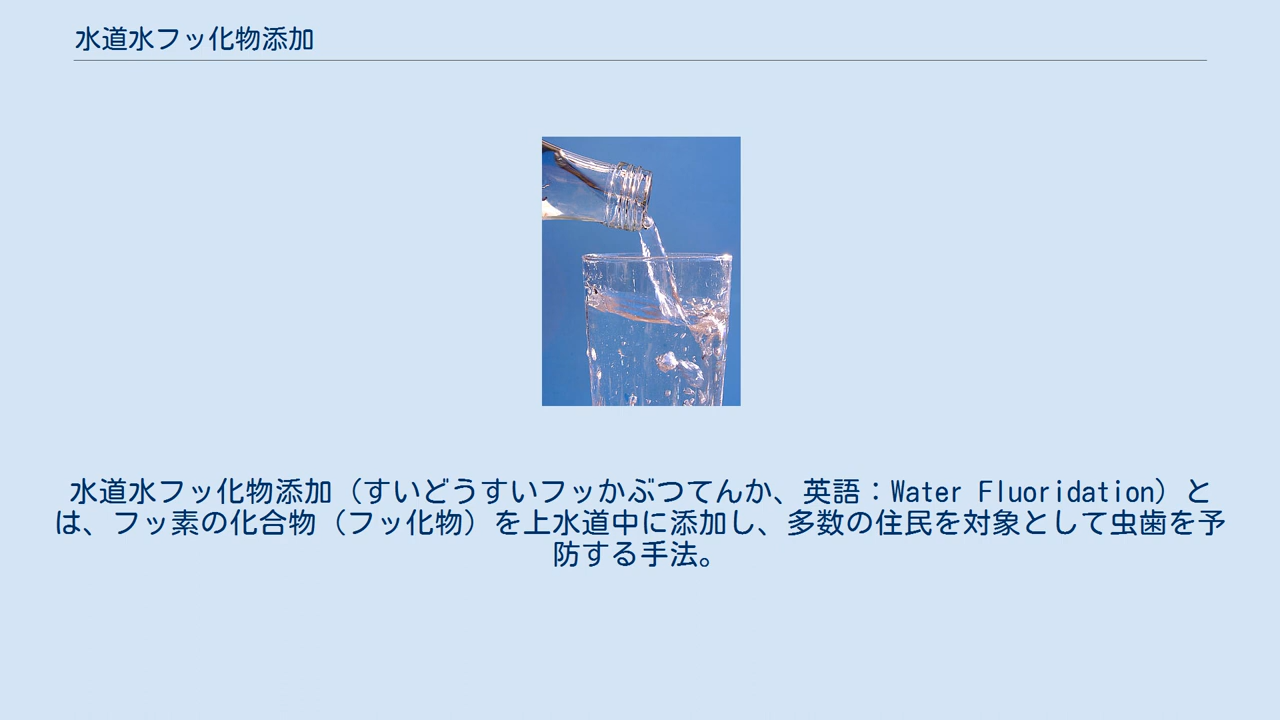 水道水フッ化物添加
水道水フッ化物添加（すいどうすいフッかぶつてんか、英語：Water Fluoridation）と
は、フッ素の化合物（フッ化物）を上水道中に添加し、多数の住民を対象として虫歯を予
防する手法。